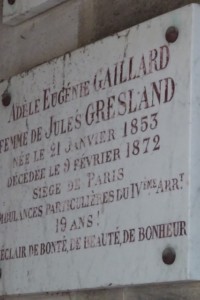 ADÈLE EUGÉNIE GAILLARD
FEMME DE JULES GRESLAND
NÉE LE 21 JANVIER 1853
DÉCÉDÉE LE 9 FÉVRIER 1872
SIÈGE DE PARIS
AMBULANCES PARTICULIÈRES DU IVÈME ARRT
19 ANS!
ÉCLAIR DE BONTÉ, DE BEAUTÉ, DE BONHEUR